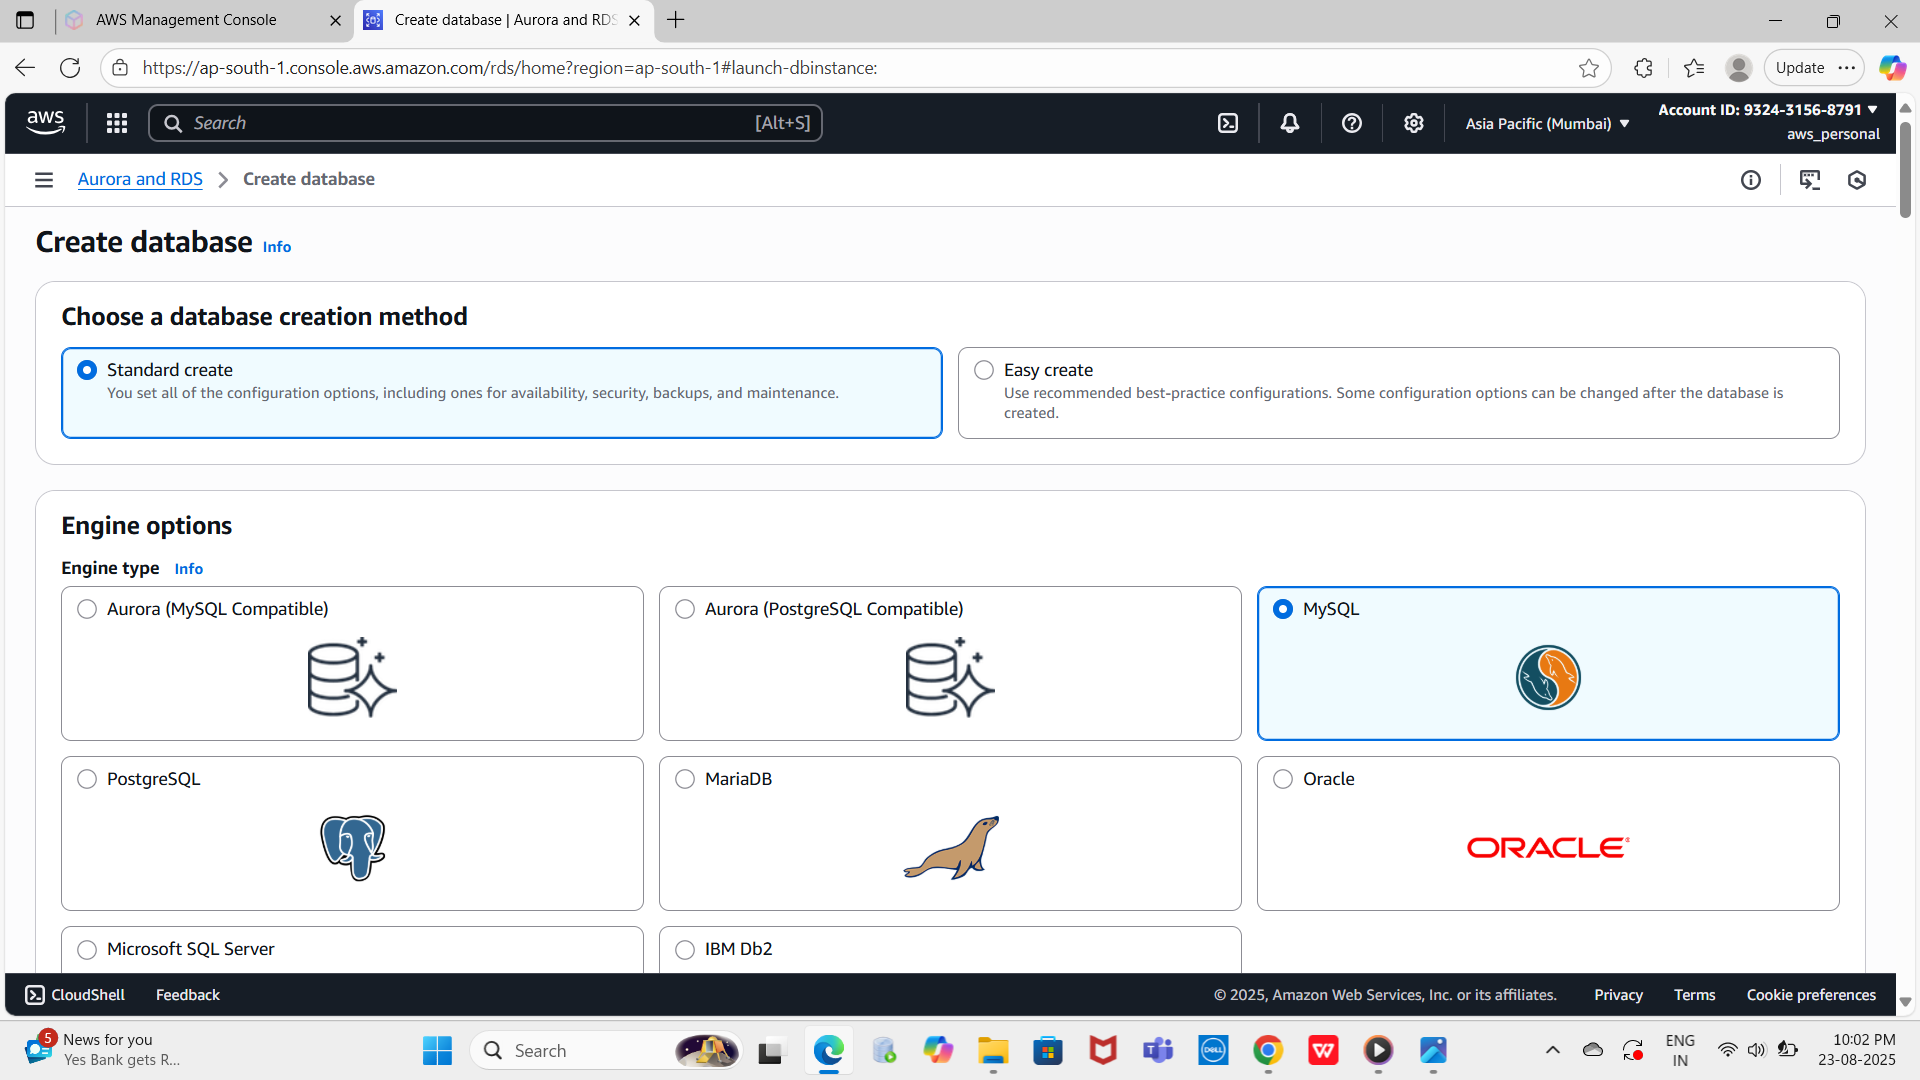 AWS Management Console
Create database | Aurora and RDS
https://ap-south-1.console.aws.amazon.com/rds/home?region=ap-south-1#launch-dbinstance:
Update
aws
Search
[Alt+S]
Asia Pacific (Mumbai)
Account ID: 9324-3156-8791
aws_personal
Aurora and RDS
Create database
Create database Info
Choose a database creation method
Standard create
You set all of the configuration options, including ones for availability, security, backups, and maintenance.
Easy create
Use recommended best-practice configurations. Some configuration options can be changed after the database is
created.
Engine options
Engine type Info
Aurora (MySQL Compatible)
Aurora (PostgreSQL Compatible)
MySQL
PostgreSQL
MariaDB
Oracle
ORACLE
Microsoft SQL Server
IBM Db2
CloudShell
Feedback
© 2025, Amazon Web Services, Inc. or its affiliates.
Privacy
Terms
Cookie preferences
5
News for you
Yes Bank gets R...
Search
DELL
W
ENG
IN
10:02 PM
23-08-2025